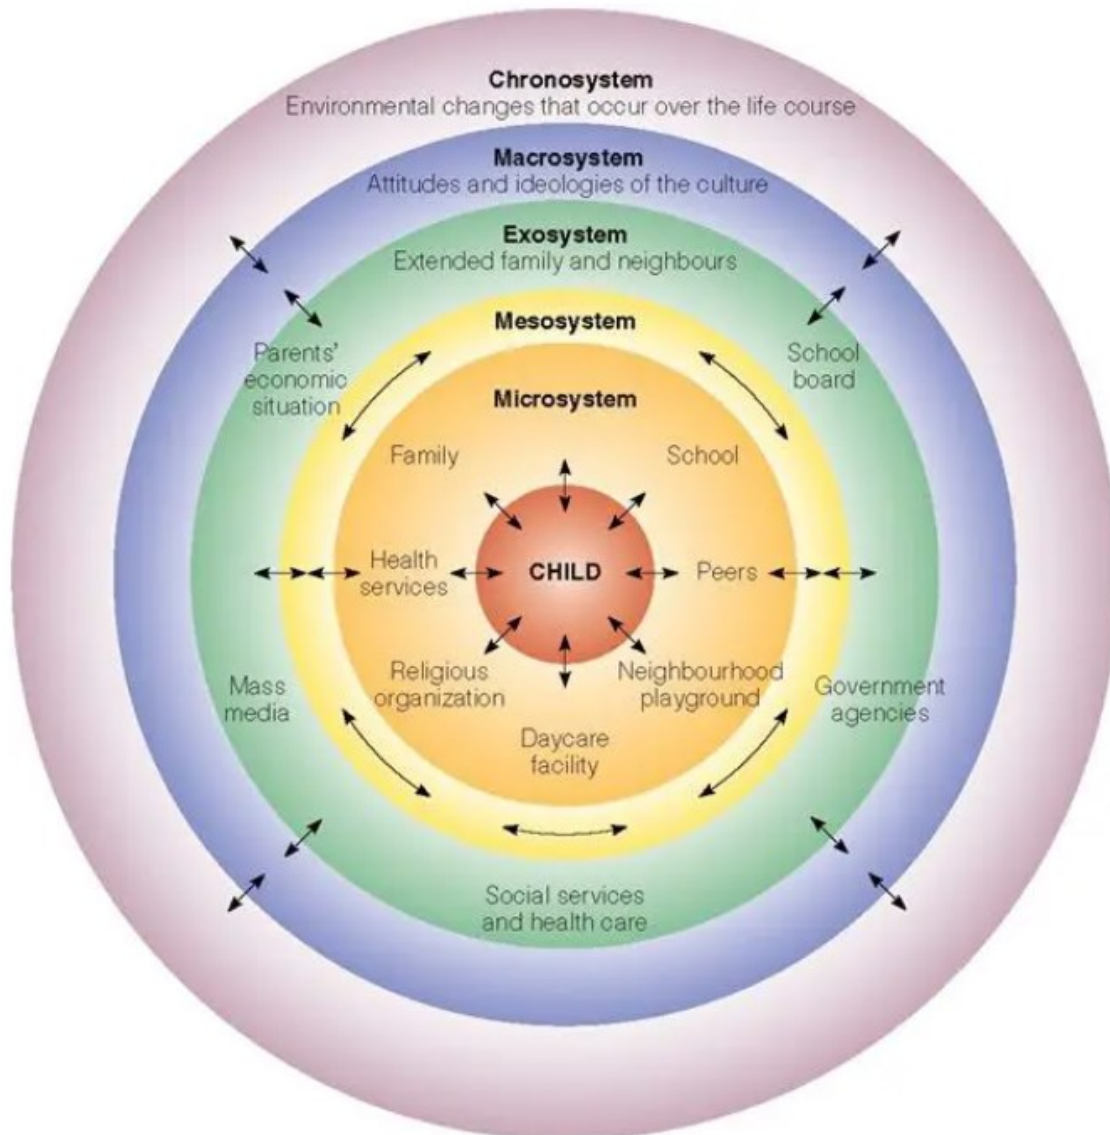 Chronosystem
Environmental changes that occur over the life course
Macrosystem
Attitudes and ideologies of the culture
Exosystem
Extended family and neighbours
Mesosystem
Parents'
economic
situation
School
board
Microsystem
Family
School
Health
services
CHILD
Peers
Religious
organization
Neighbourhood
playground
Mass
media
Government
agencies
Daycare
facility
Social services
and health care